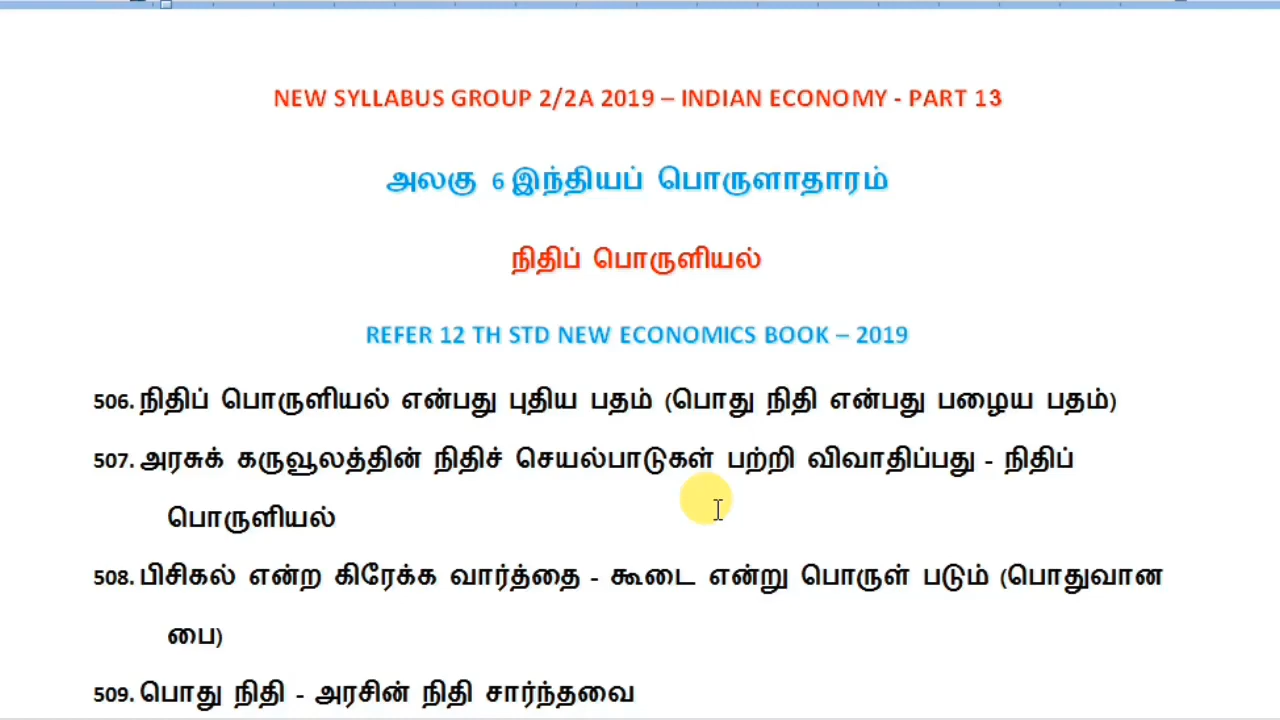 NEW SYLLABUS GROUP 2/2A 2019 – INDIAN ECONOMY - PART 13
அலகு 6 இந்தியப் பொருளாதாரம்
நிதிப் பொருளியல்
REFER 12 TH STD NEW ECONOMICS BOOK – 2019
506. நிதிப் பொருளியல் என்பது புதிய பதம் (பொது நிதி என்பது பழைய பதம்)
507. அரசுக் கருவூலத்தின் நிதிச் செயல்பாடுகள் பற்றி விவாதிப்பது - நிதிப்
பொருளியல்
508. பிசிகல் என்ற கிரேக்க வார்த்தை - கூடை என்று பொருள் படும் (பொதுவான
பை)
509. பொது நிதி - அரசின் நிதி சார்ந்தவை